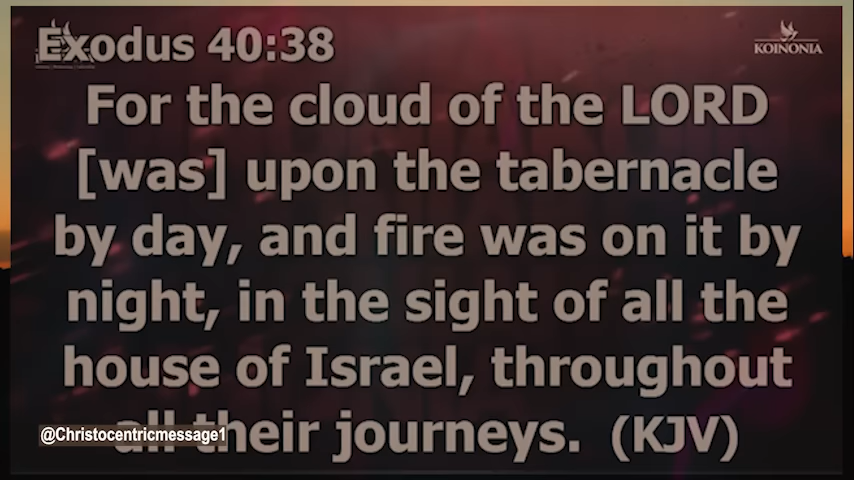 Exodus 40:38
KOINONIA
For the cloud of the LORD
[was] upon the tabernacle
by day, and fire was on it by
night, in the sight of all the
house of Israel, throughout
all their journeys. (KJV)
@Christocentricmessage1